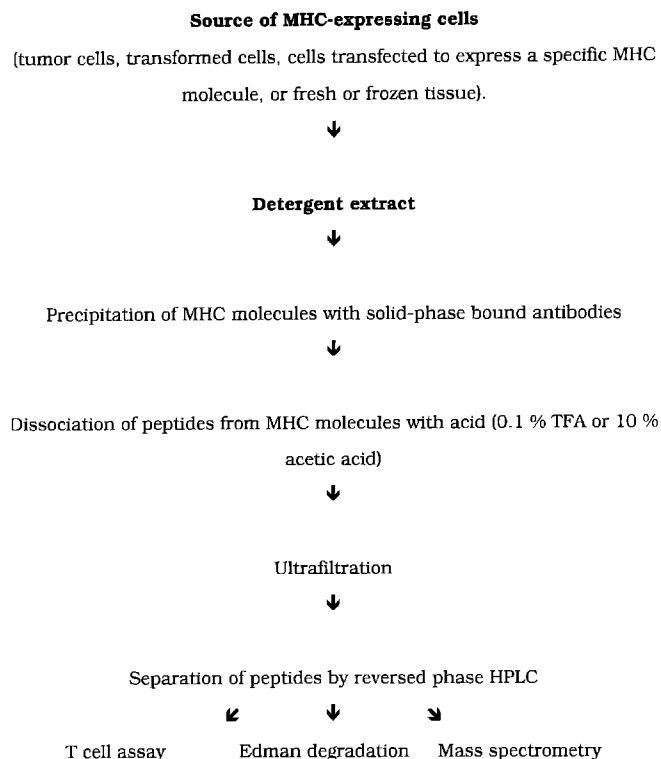 Source of MHC-expressing cells
(tumor cells, transformed cells, cells transfected to express a specific MHC
molecule, or fresh or frozen tissue).
Detergent extract
Precipitation of MHC molecules with solid-phase bound antibodies
Dissociation of peptides from MHC molecules with acid (0.1 % TFA or 10 %
acetic acid)
Ultrafiltration
Separation of peptides by reversed phase HPLC
T cell assay Edman degradation Mass spectrometry